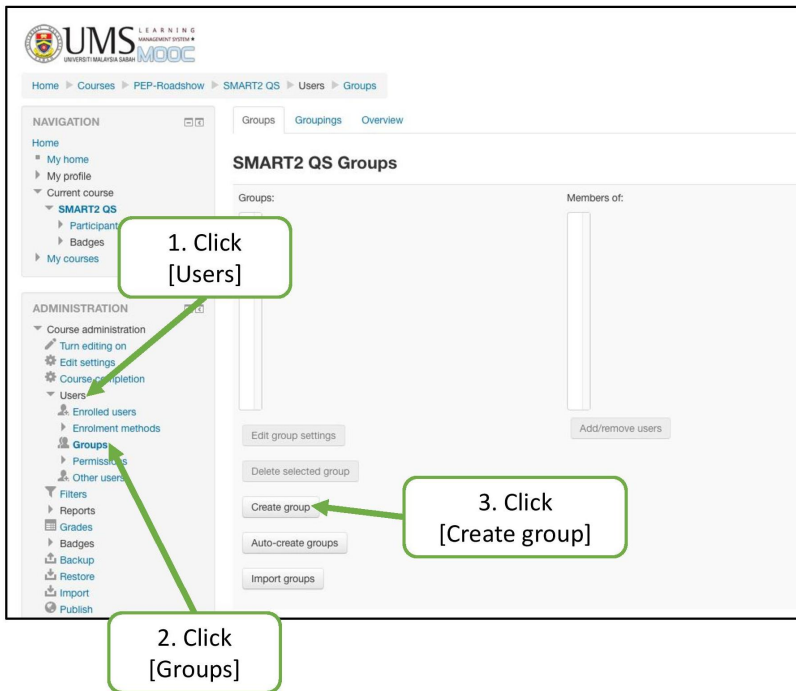 UMS LEARNING
MANAGEMENT SYSTEM
UNIVERSITI MALAYSIA SABAH MOOC
Home Courses PEP-Roadshow SMART2 QS Users Groups
NAVIGATION
Home
My home
My profile
Current course
SMART2 QS
Participant
Badges
My courses
ADMINISTRATION
Course administration
Turn editing on
Edit settings
Course completion
Users
Enrolled users
Enrolment methods
Groups
Permissions
Other users
Filters
Reports
Grades
Badges
Backup
Restore
Import
Publish
Groups Groupings Overview
SMART2 QS Groups
Groups:
Members of:
Edit group settings
Add/remove users
Delete selected group
Create group
Auto-create groups
Import groups
1. Click
[Users]
2. Click
[Groups]
3. Click
[Create group]